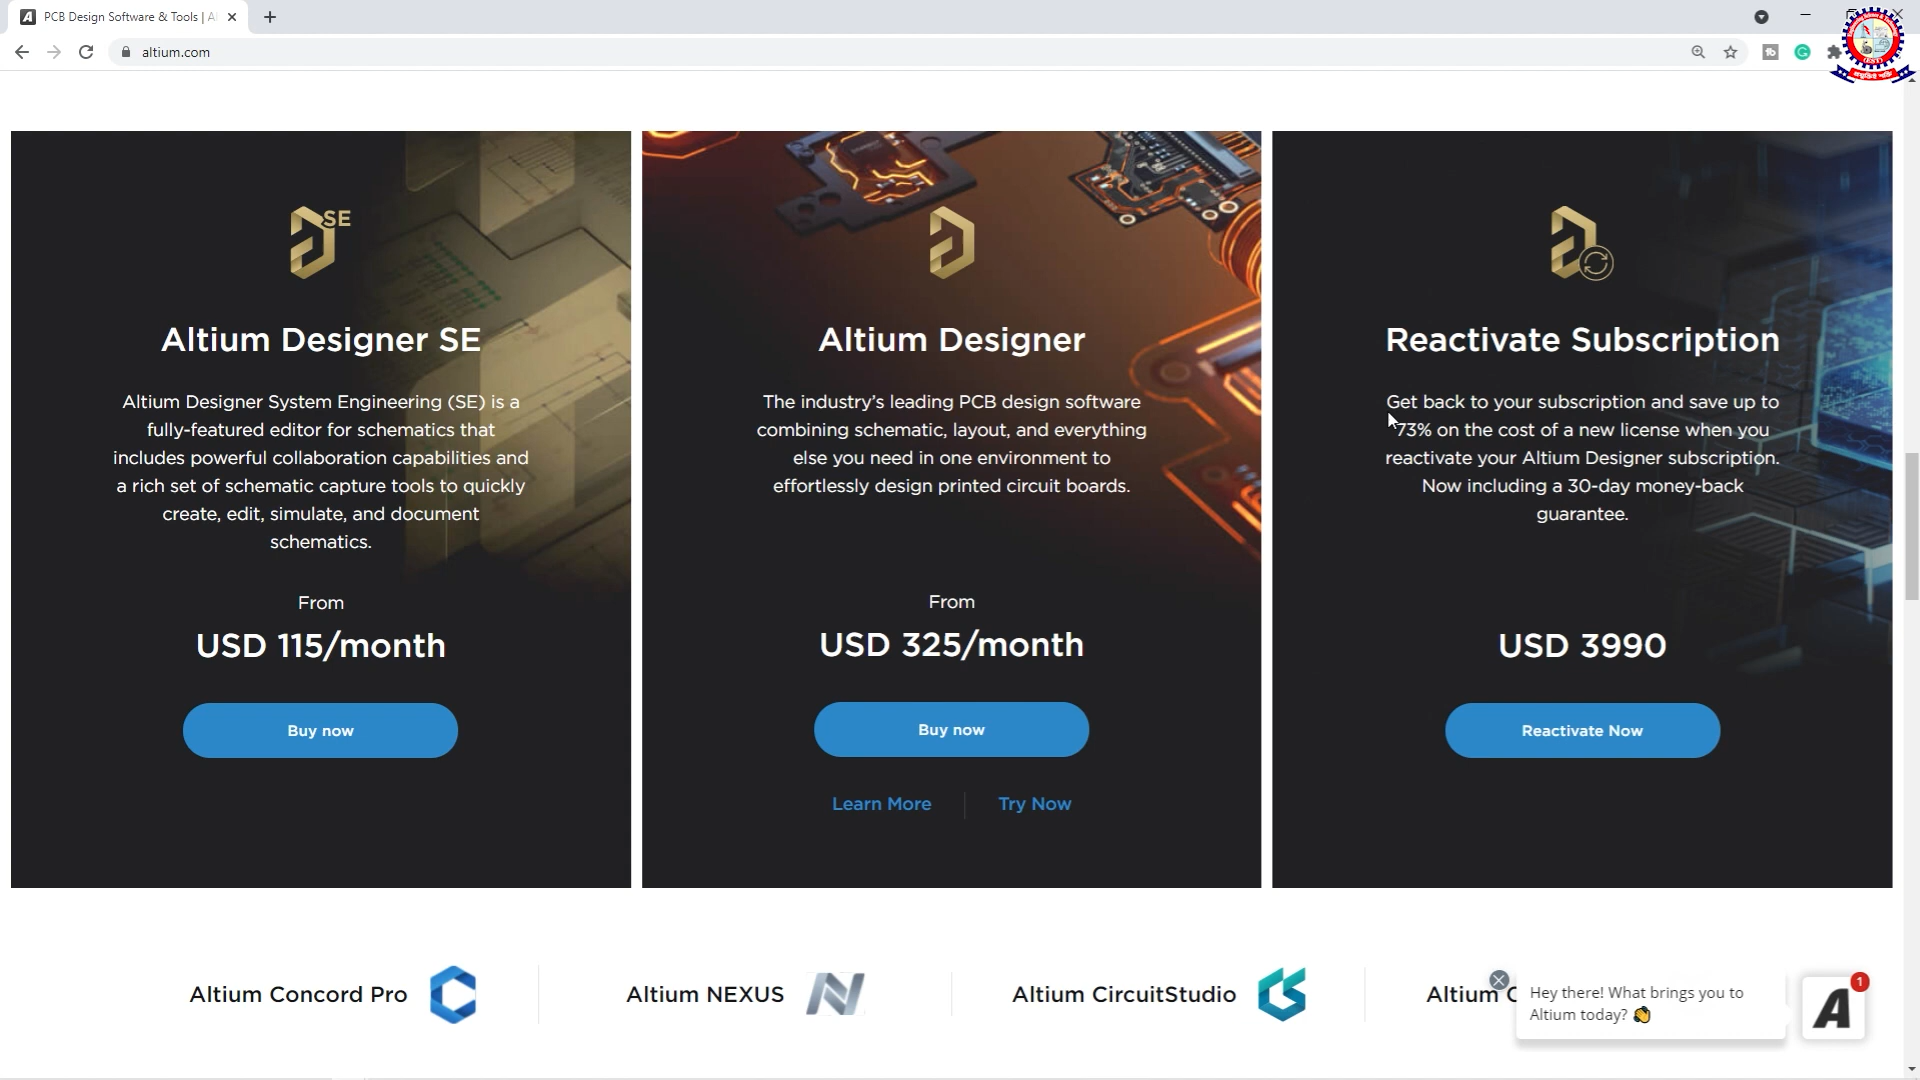 PCB Design Software & Tools | A
altium.com
SE
Altium Designer SE
Altium Designer System Engineering (SE) is a
fully-featured editor for schematics that
includes powerful collaboration capabilities and
a rich set of schematic capture tools to quickly
create, edit, simulate, and document
schematics.
From
USD 115/month
Buy now
Altium Designer
The industry’s leading PCB design software
combining schematic, layout, and everything
else you need in one environment to
effortlessly design printed circuit boards.
From
USD 325/month
Buy now
Learn More
Try Now
Reactivate Subscription
Get back to your subscription and save up to
73% on the cost of a new license when you
reactivate your Altium Designer subscription.
Now including a 30-day money-back
guarantee.
USD 3990
Reactivate Now
Altium Concord Pro
Altium NEXUS
Altium CircuitStudio
Altium C
Hey there! What brings you to
Altium today? 👋
1